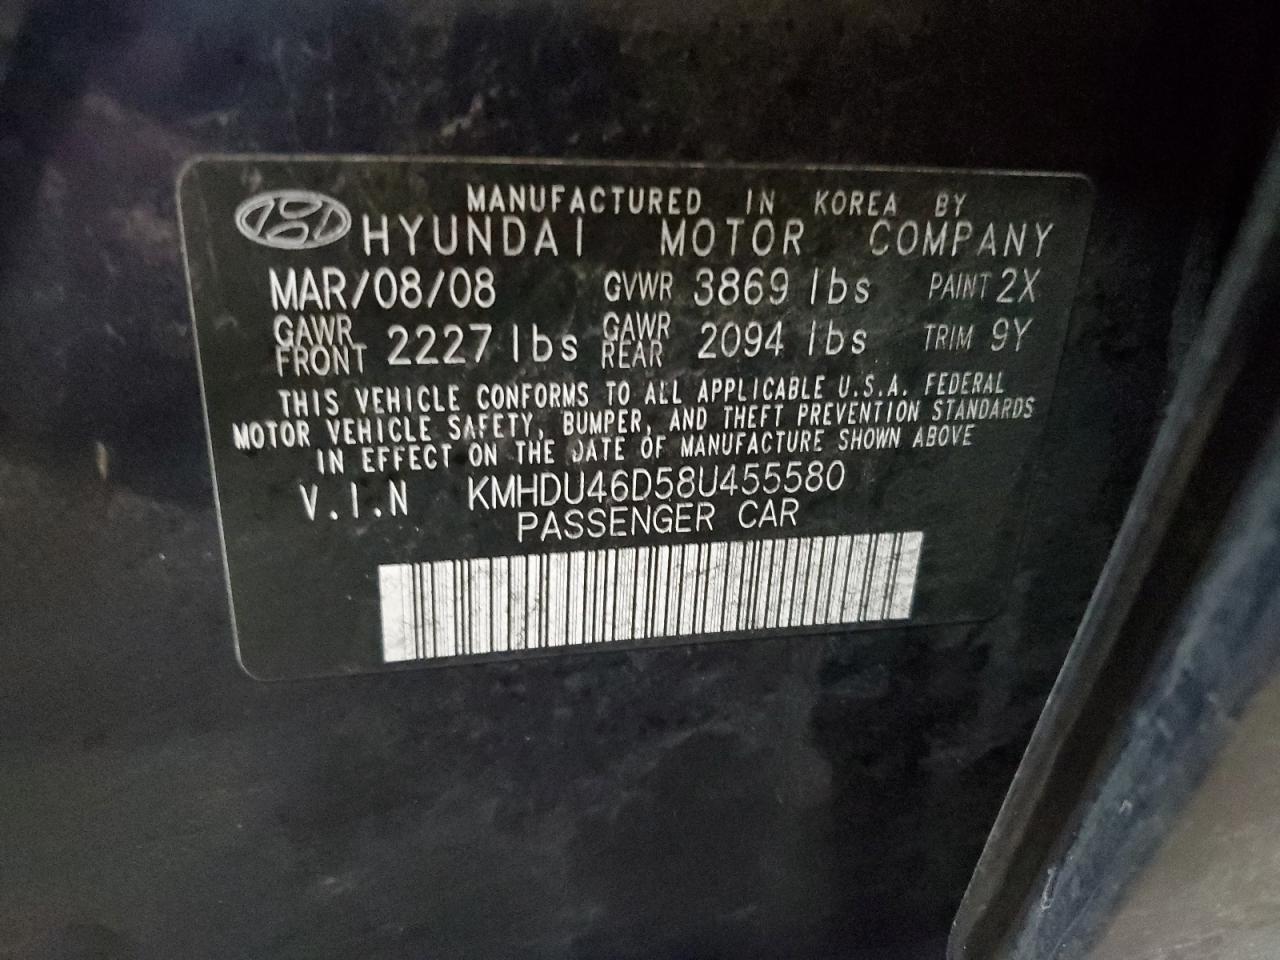 MANUFACTURED IN KOREA BY
HYUNDAI MOTOR COMPANY
MAR/08/08 GVWR 3869 lbs PAINT 2X
GAWR FRONT 2227 lbs GAWR REAR 2094 lbs TRIM 9Y
THIS VEHICLE CONFORMS TO ALL APPLICABLE U.S.A. FEDERAL
MOTOR VEHICLE SAFETY, BUMPER, AND THEFT PREVENTION STANDARDS
IN EFFECT ON THE DATE OF MANUFACTURE SHOWN ABOVE
V.I.N KMHDU46D58U455580
PASSENGER CAR